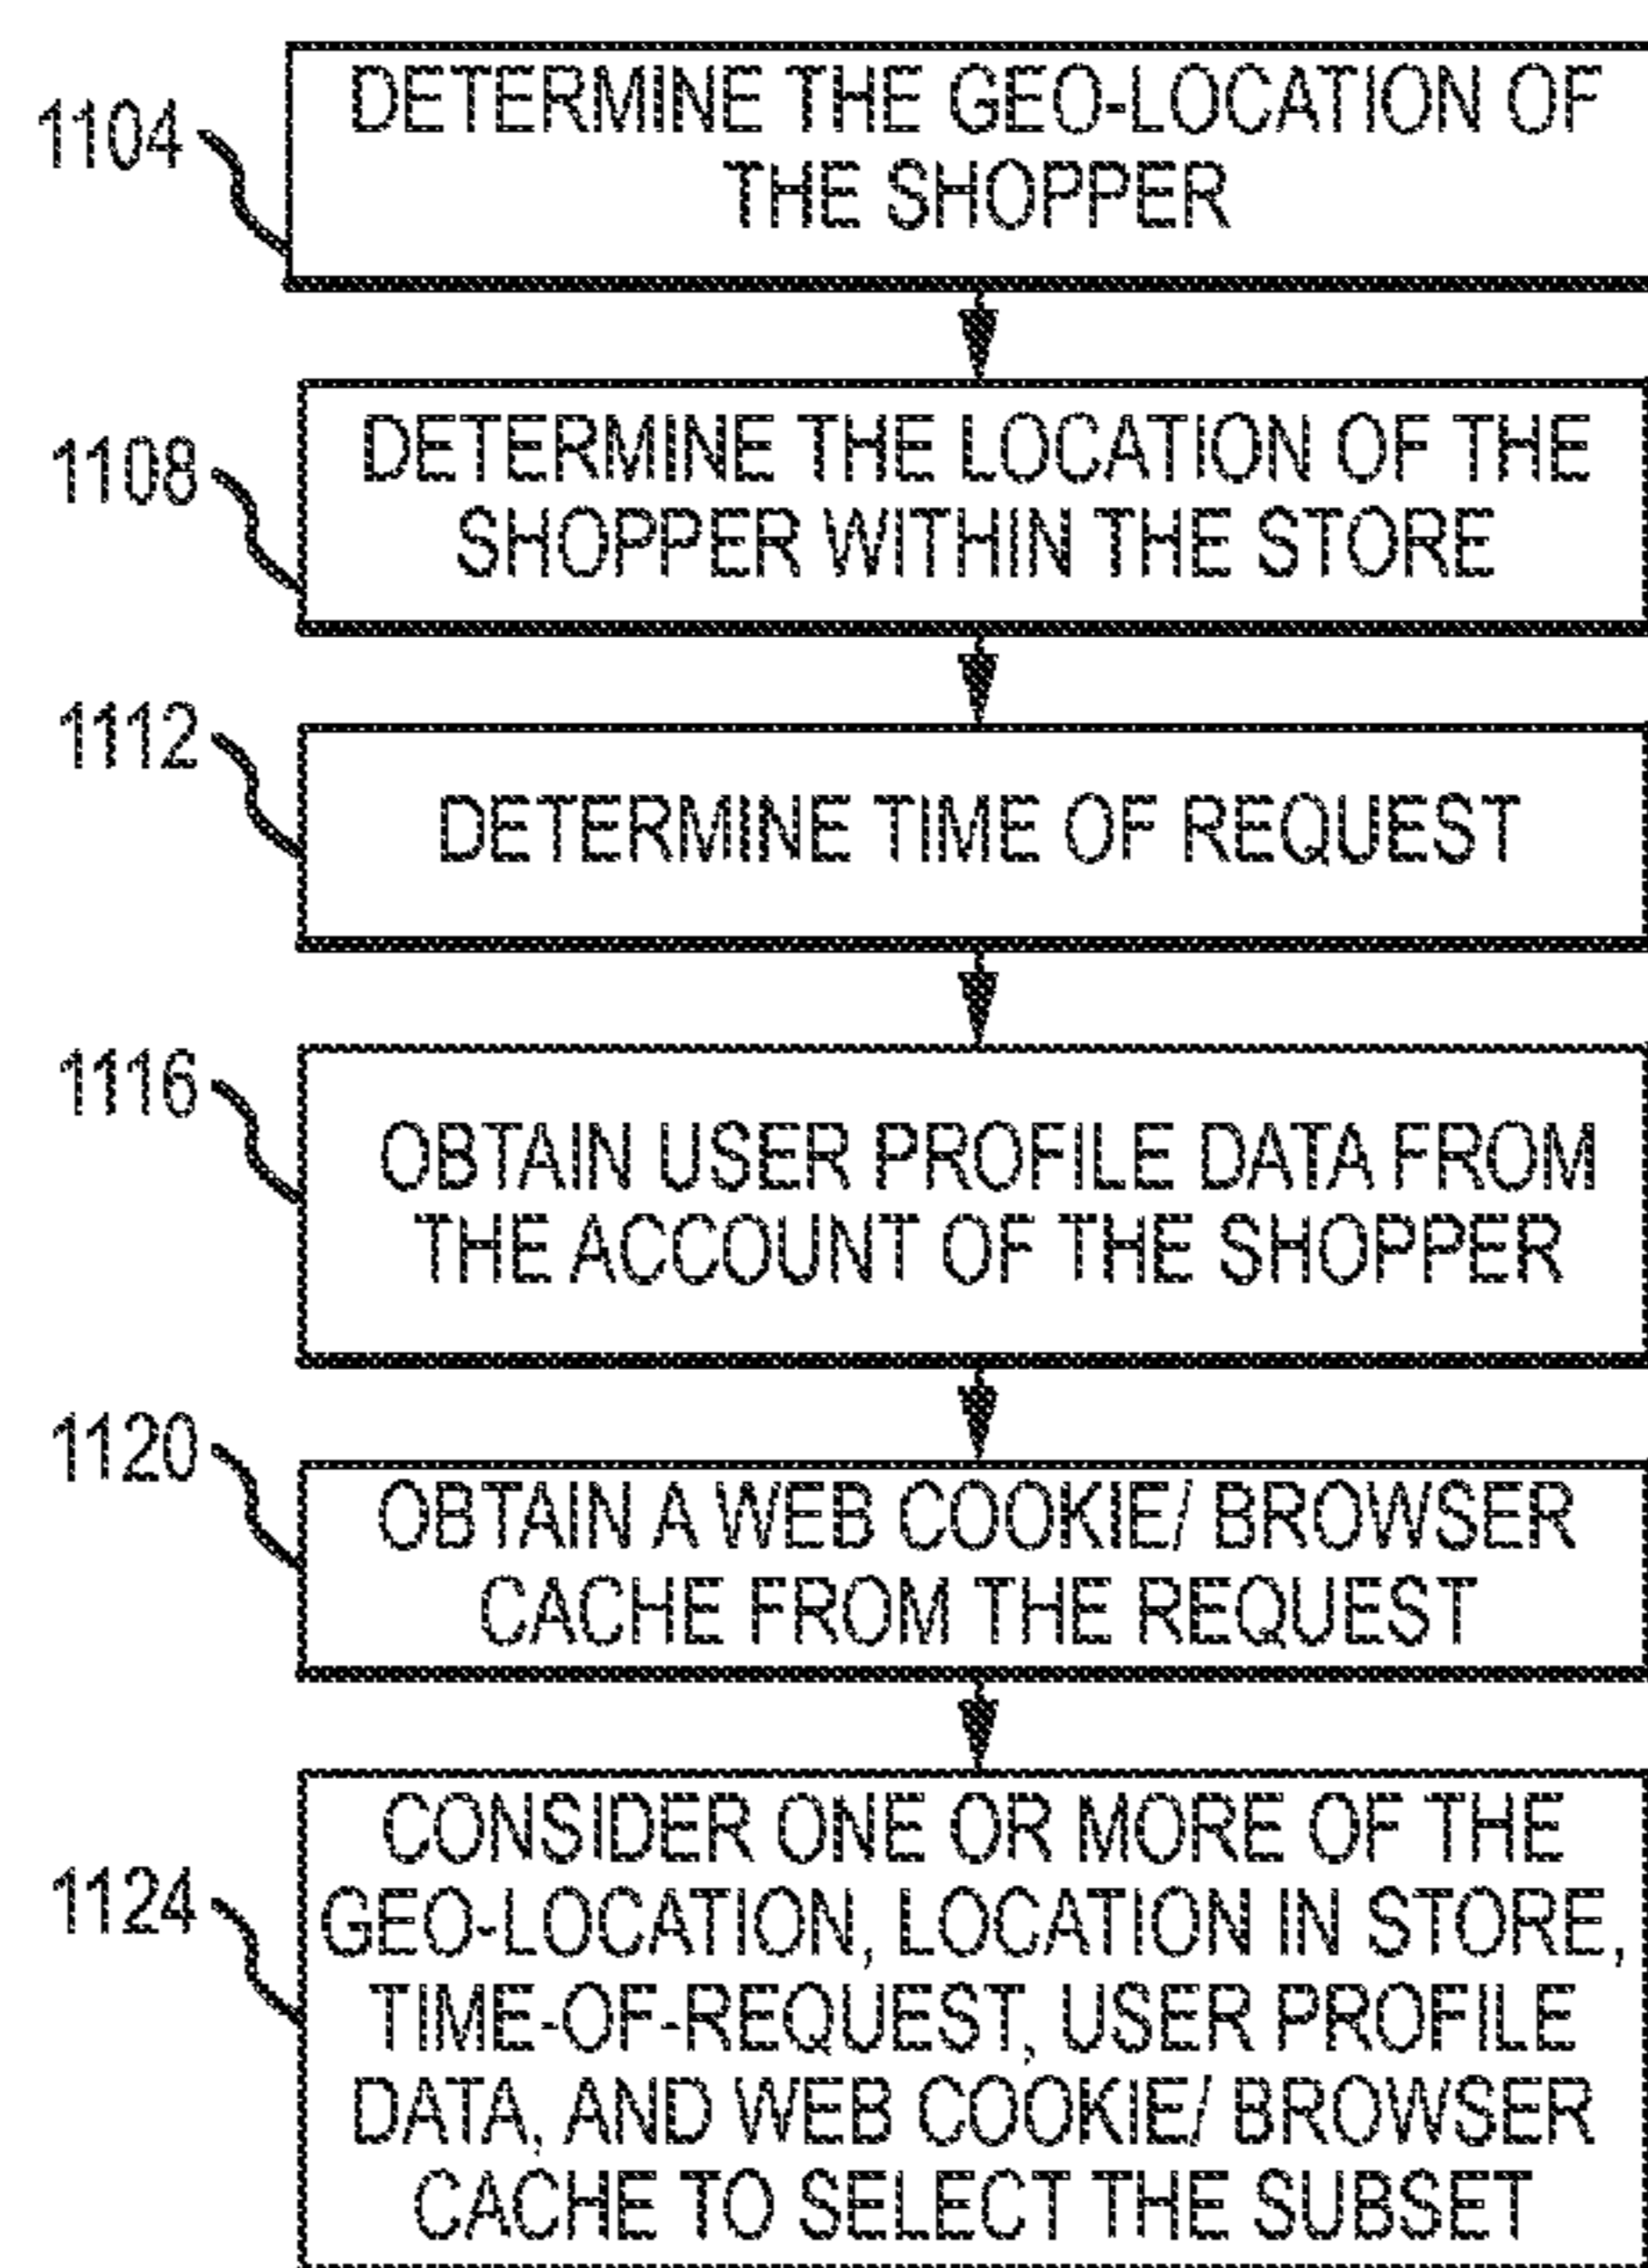 1104
DETERMINE THE GEO-LOCATION OF
THE SHOPPER
1108
DETERMINE THE LOCATION OF THE
SHOPPER WITHIN THE STORE
1112
DETERMINE TIME OF REQUEST
1116
OBTAIN USER PROFILE DATA FROM
THE ACCOUNT OF THE SHOPPER
1120
OBTAIN A WEB COOKIE/ BROWSER
CACHE FROM THE REQUEST
1124
CONSIDER ONE OR MORE OF THE
GEO-LOCATION, LOCATION IN STORE,
TIME-OF-REQUEST, USER PROFILE
DATA, AND WEB COOKIE/ BROWSER
CACHE TO SELECT THE SUBSET